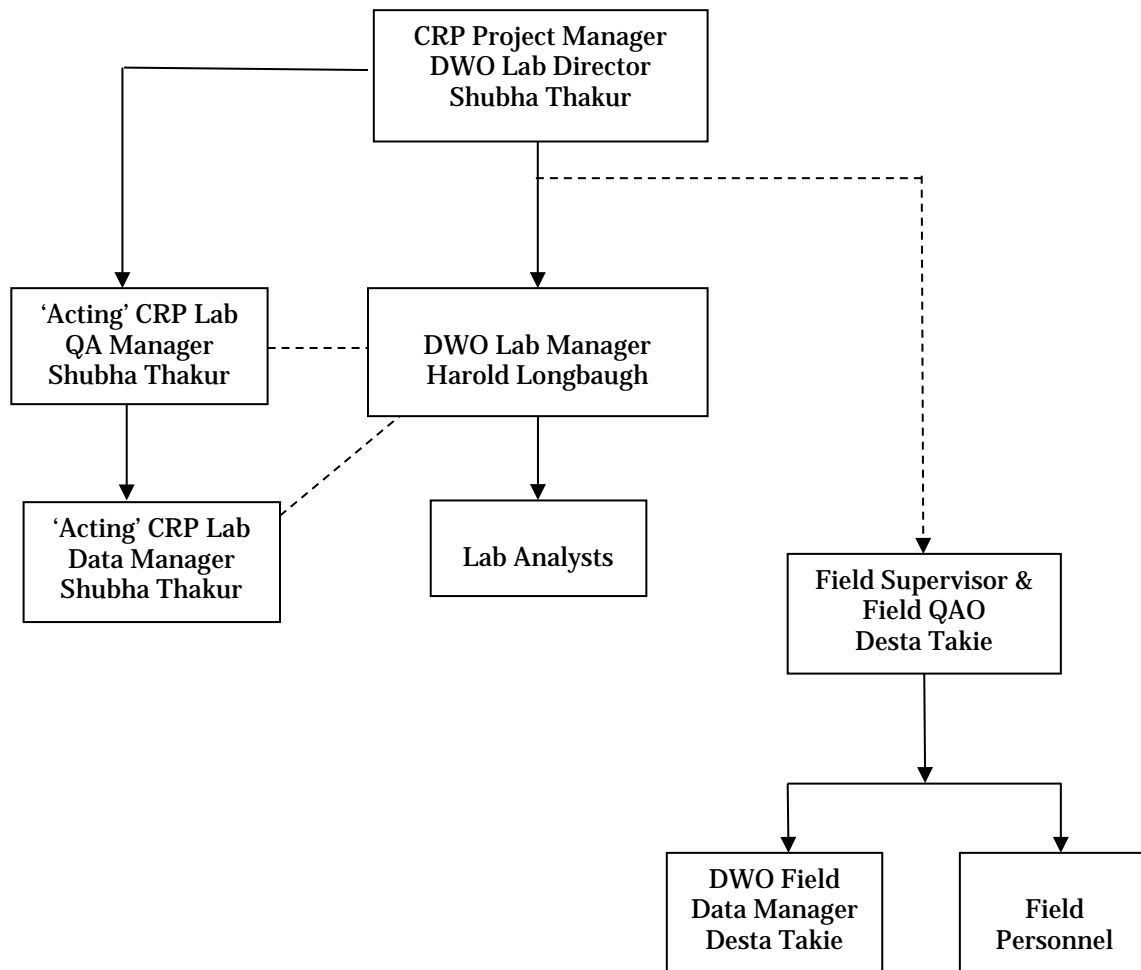 CRP Project Manager
DWO Lab Director
Shubha Thakur
‘Acting’ CRP Lab
QA Manager
Shubha Thakur
DWO Lab Manager
Harold Longbaugh
‘Acting’ CRP Lab
Data Manager
Shubha Thakur
Lab Analysts
Field Supervisor &
Field QAO
Desta Takie
DWO Field
Data Manager
Desta Takie
Field
Personnel